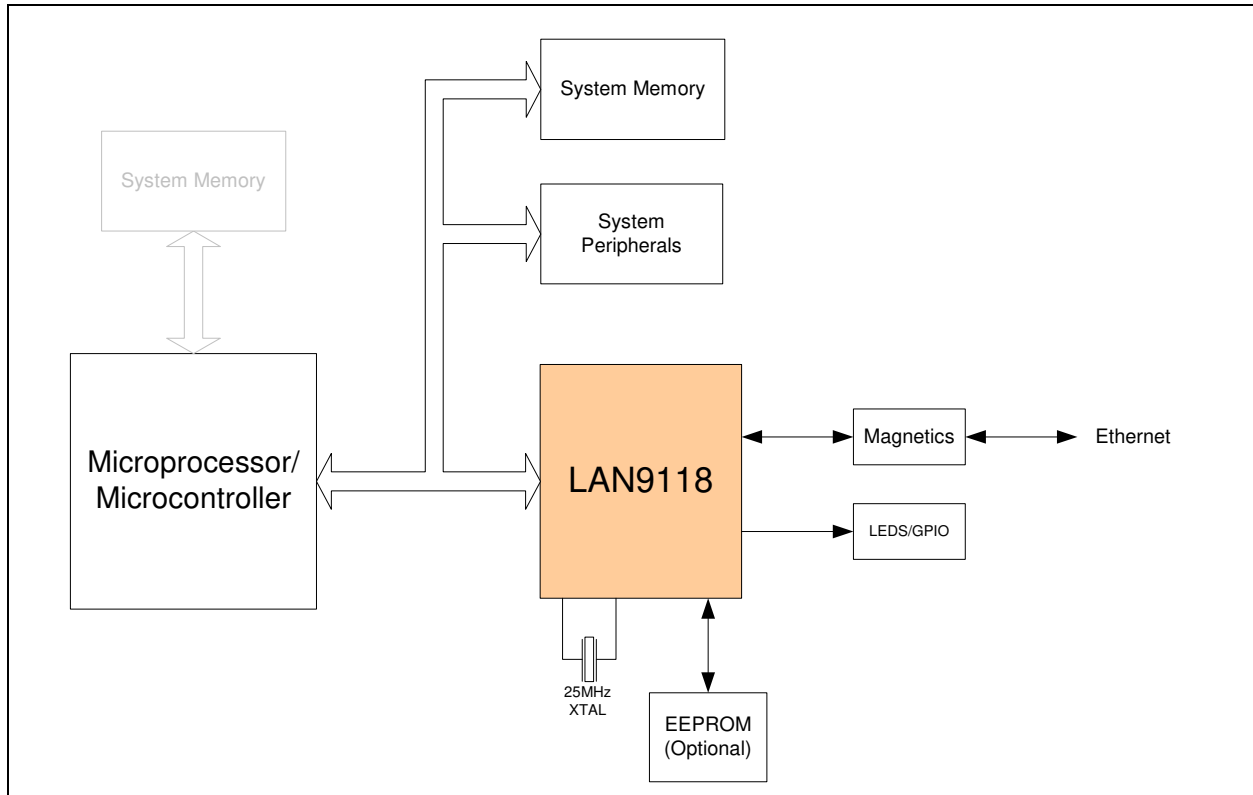 System Memory
System Memory
System
Peripherals
Microprocessor/
Microcontroller
LAN9118
Magnetics
Ethernet
LEDS/GPIO
25MHz
XTAL
EEPROM
(Optional)